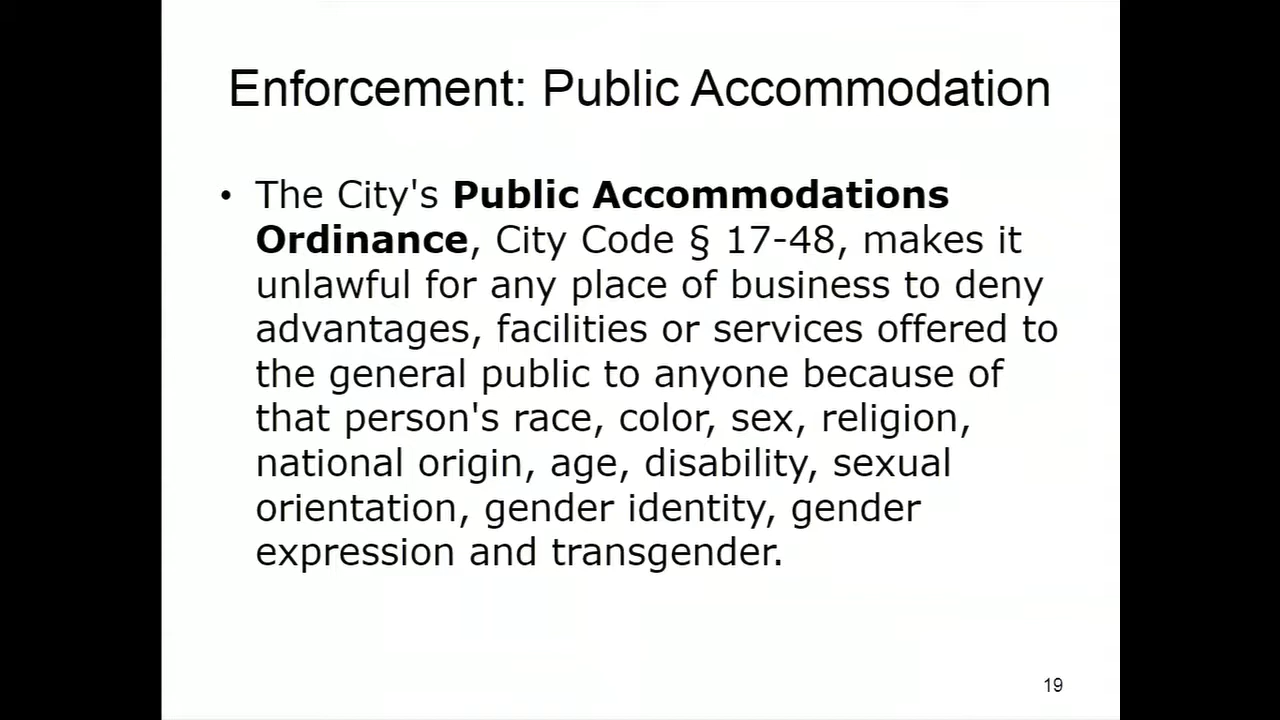 Enforcement: Public Accommodation
• The City's Public Accommodations
Ordinance, City Code § 17-48, makes it
unlawful for any place of business to deny
advantages, facilities or services offered to
the general public to anyone because of
that person's race, color, sex, religion,
national origin, age, disability, sexual
orientation, gender identity, gender
expression and transgender.
19